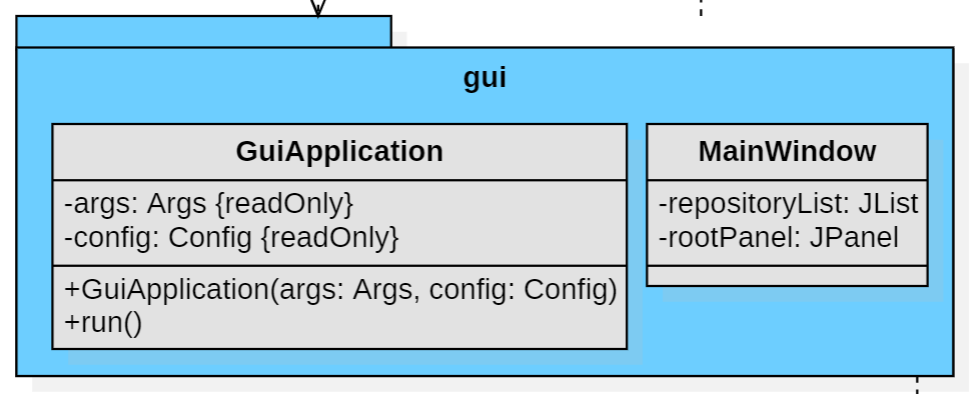 gui
GuiApplication
-args: Args {readOnly}
-config: Config {readOnly}
+GuiApplication(args: Args, config: Config)
+run()
MainWindow
-repositoryList: JList
-rootPanel: JPanel